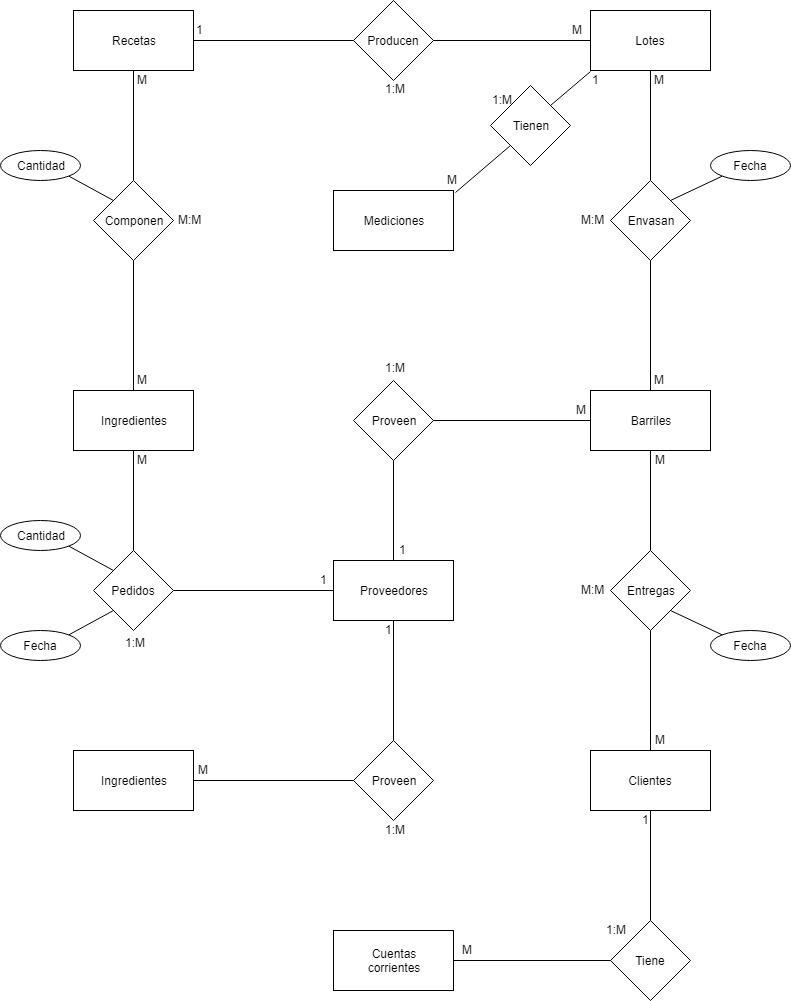 Recetas
1
Producen
M
Lotes
1:M
M
1:M
1
M
Tienen
Cantidad
Fecha
M
Componen
M:M
Mediciones
M:M
Envasan
1:M
M
M
Ingredientes
Proveen
M
Barriles
M
M
Cantidad
1
1
Pedidos
Proveedores
M:M
Entregas
Fecha
1:M
1
Fecha
M
M
Ingredientes
Proveen
Clientes
1:M
1
1:M
Cuentas
corrientes
M
Tiene